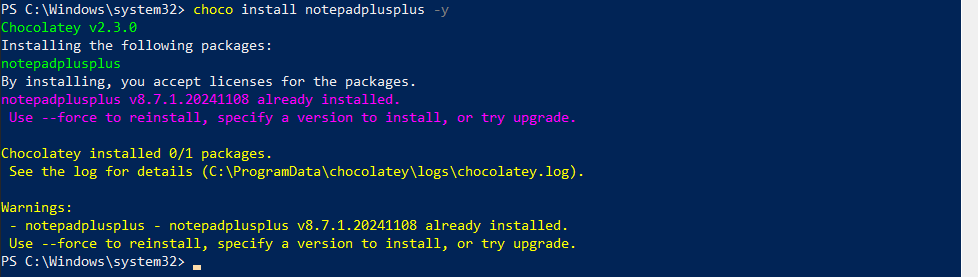 PS C:\Windows\system32> choco install notepadplusplus -y
Chocolatey v2.3.0
Installing the following packages:
notepadplusplus
By installing, you accept licenses for the packages.
notepadplusplus v8.7.1.20241108 already installed.
 Use --force to reinstall, specify a version to install, or try upgrade.

Chocolatey installed 0/1 packages.
 See the log for details (C:\ProgramData\chocolatey\logs\chocolatey.log).

Warnings:
 - notepadplusplus - notepadplusplus v8.7.1.20241108 already installed.
 Use --force to reinstall, specify a version to install, or try upgrade.
PS C:\Windows\system32>